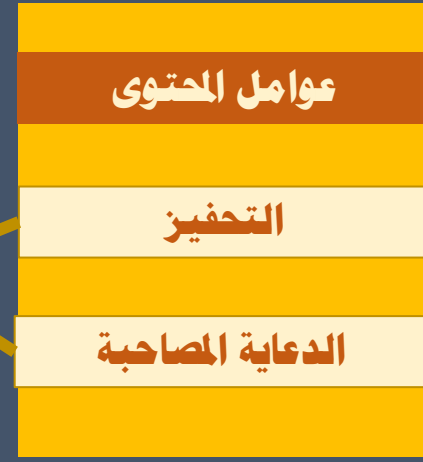 عوامل المحتوى
التحفيز
الدعاية المصاحبة